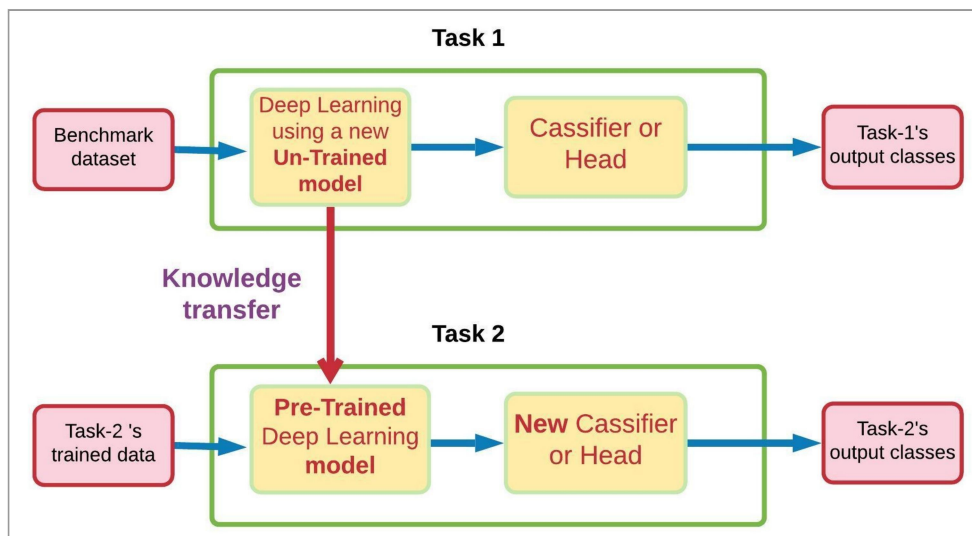 Task 1
Benchmark
dataset
Deep Learning
using a new
Un-Trained
model
Cassifier or
Head
Task-1's
output classes
Knowledge
transfer
Task 2
Task-2 's
trained data
Pre-Trained
Deep Learning
model
New Cassifier
or Head
Task-2's
output classes